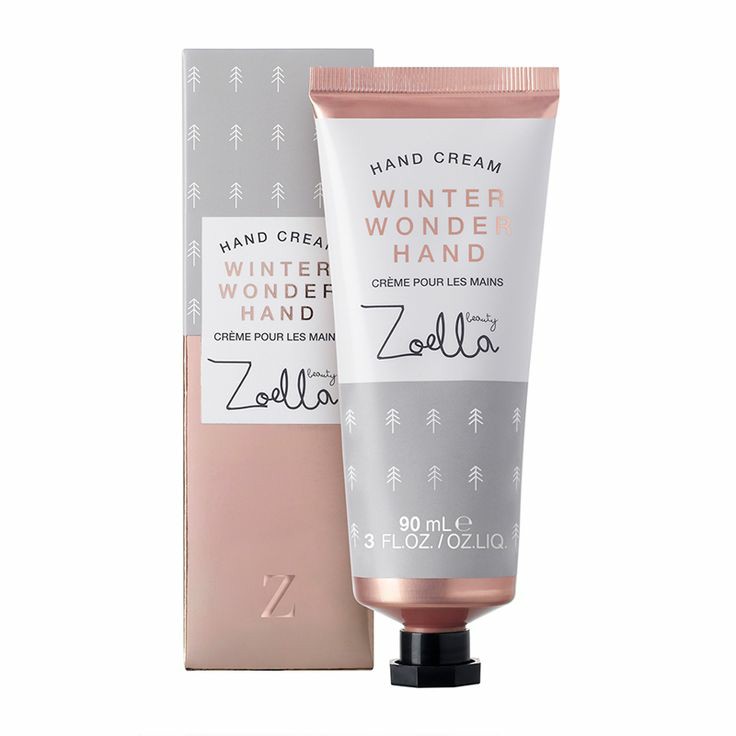 HAND CREAM
WINTER
WONDER
HAND
CRÈME POUR LES MAINS
Zoella
beauty
Z
HAND CREAM
WINTER
WONDER
HAND
CRÈME POUR LES MAINS
Zoella
beauty
90 mL ℮
3 FL.OZ. / OZ.LIQ.